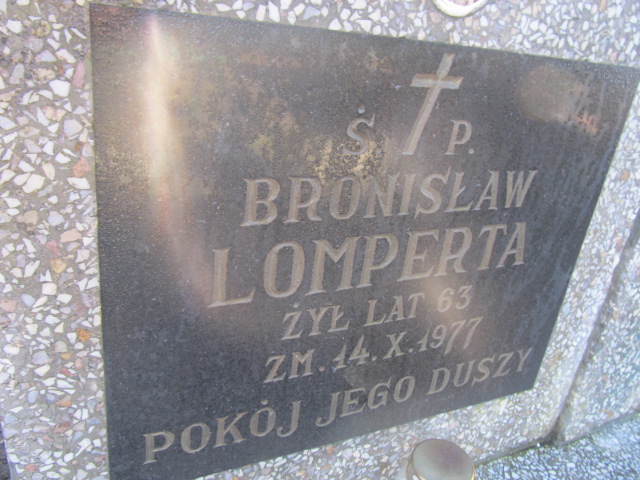 Ś. P.
BRONISŁAW
LOMPERTA
ŻYŁ LAT 63
ZM. 14. X. 1977
POKÓJ JEGO DUSZY